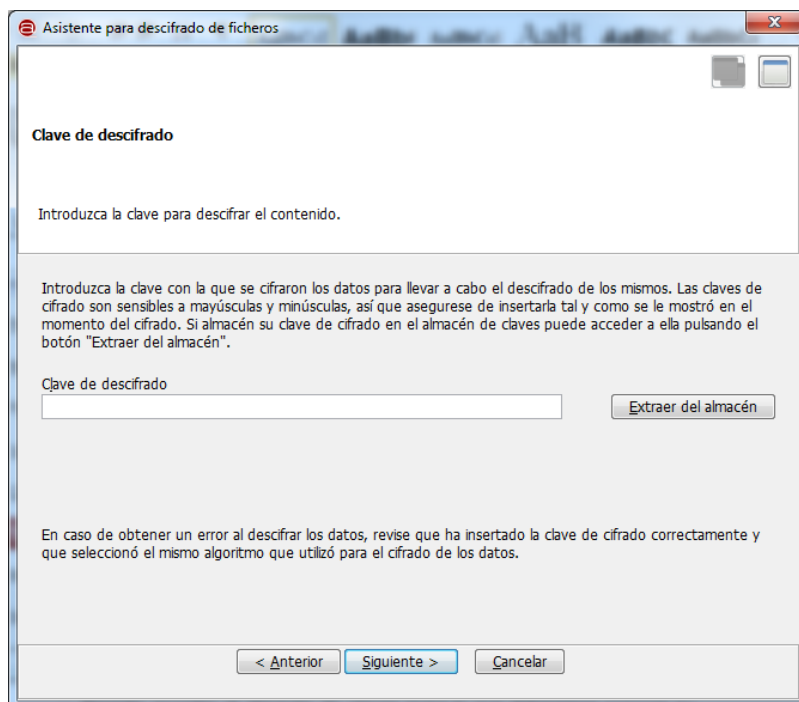 Asistente para descifrado de ficheros
Clave de descifrado
Introduzca la clave para descifrar el contenido.
Introduzca la clave con la que se cifraron los datos para llevar a cabo el descifrado de los mismos. Las claves de
cifrado son sensibles a mayúsculas y minúsculas, así que asegurese de insertarla tal y como se le mostró en el
momento del cifrado. Si almacén su clave de cifrado en el almacén de claves puede acceder a ella pulsando el
botón "Extraer del almacén".
Clave de descifrado
Extraer del almacén
En caso de obtener un error al descifrar los datos, revise que ha insertado la clave de cifrado correctamente y
que seleccionó el mismo algoritmo que utilizó para el cifrado de los datos.
< Anterior Siguiente > Cancelar